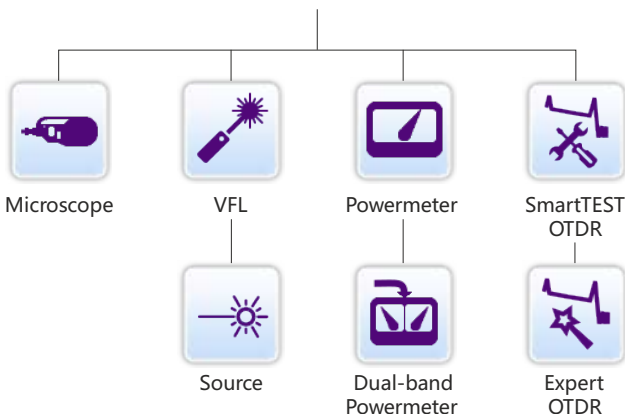 Microscope
VFL
Powermeter
SmartTEST
OTDR
Source
Dual-band
Powermeter
Expert
OTDR